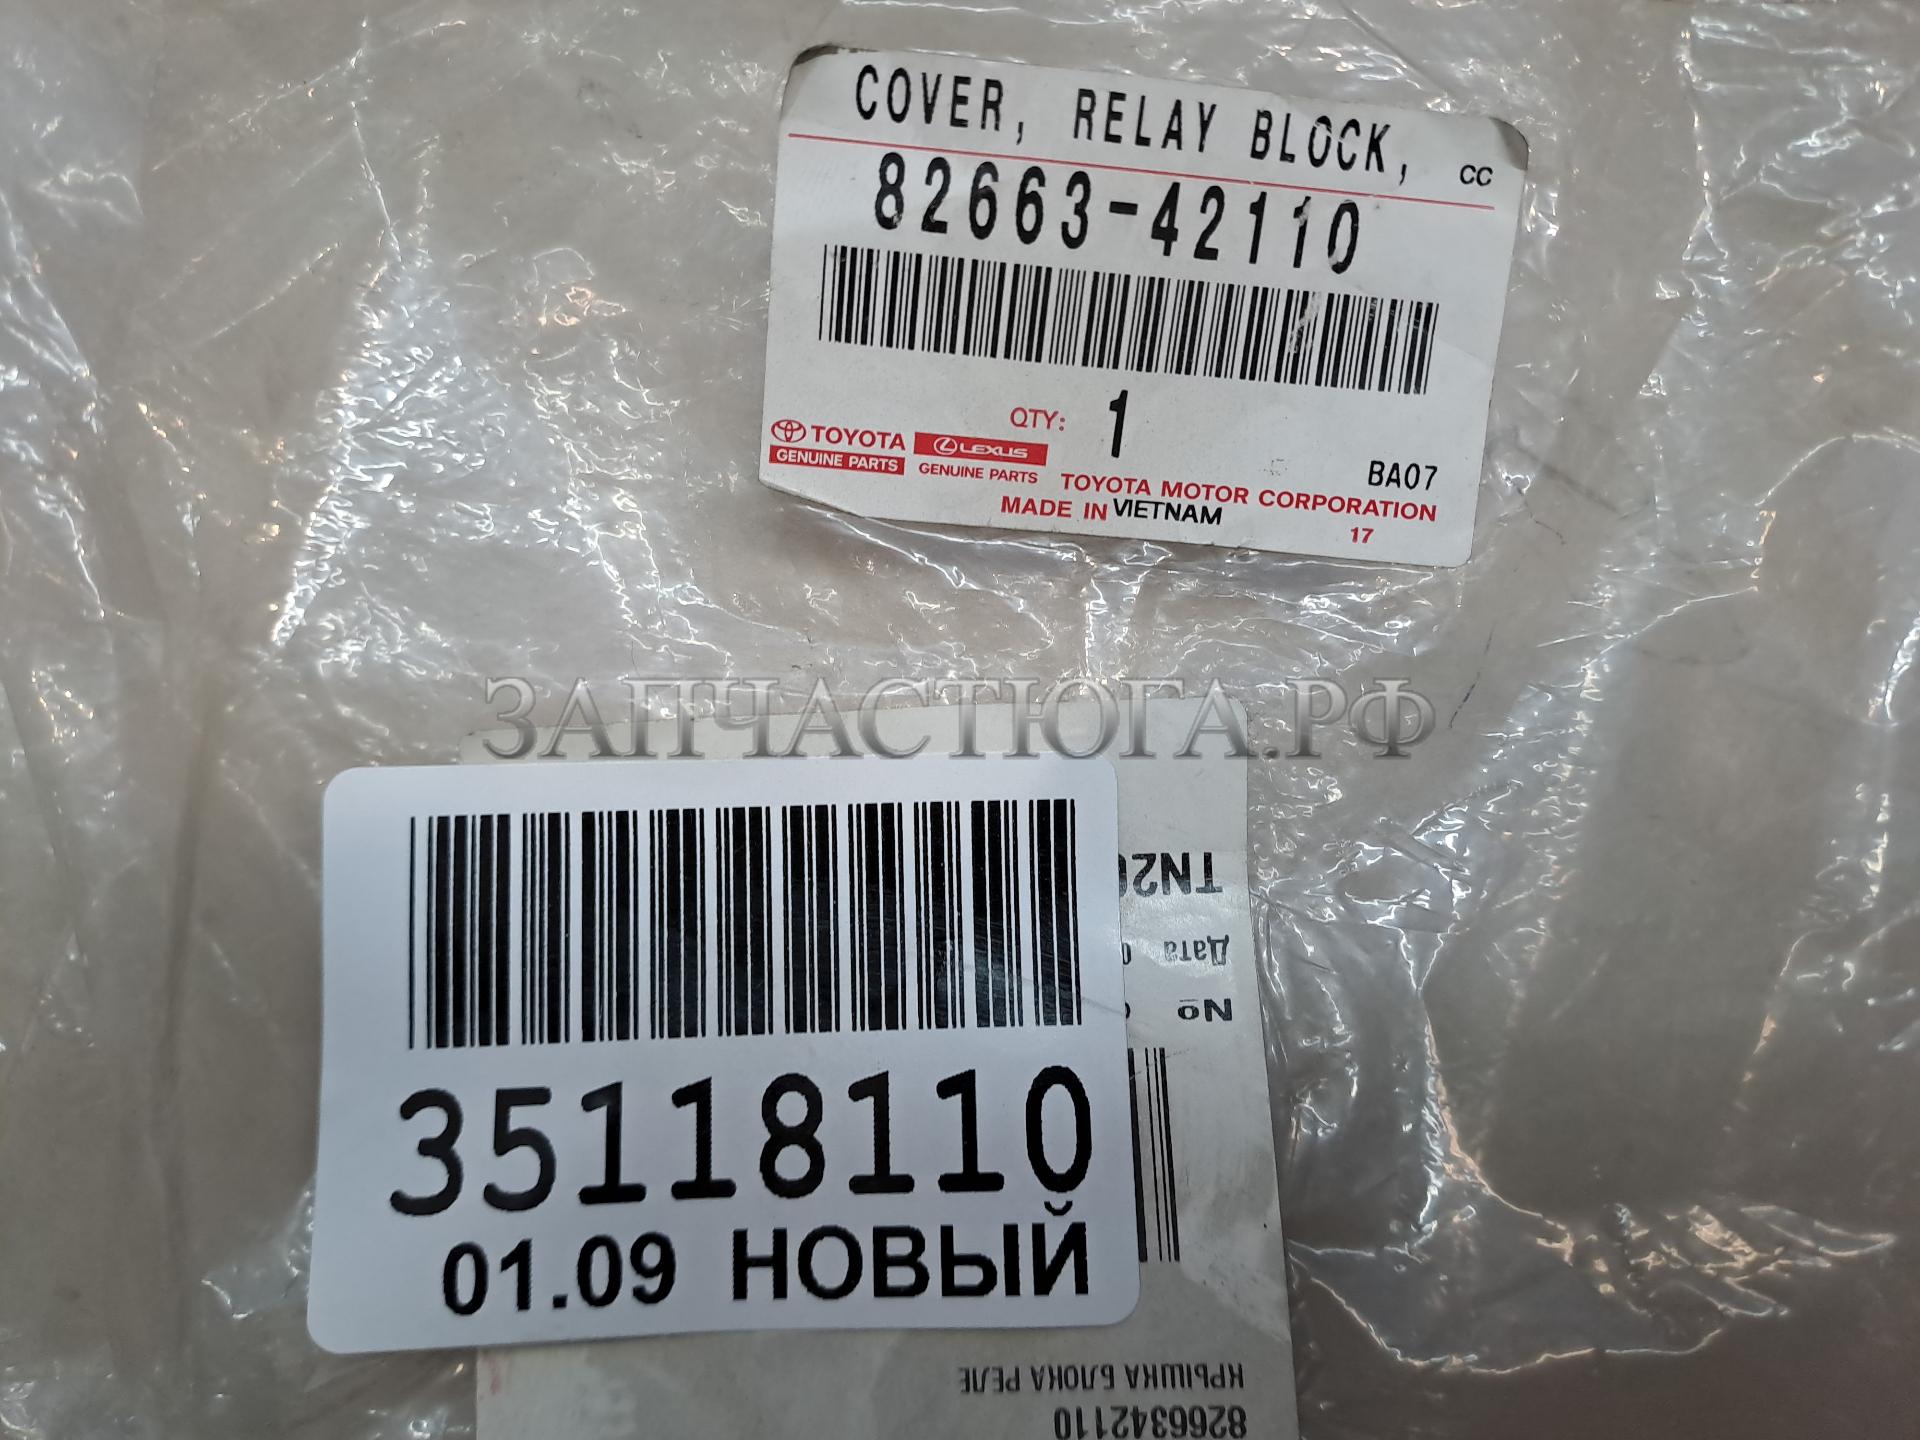 COVER, RELAY BLOCK, CC
82663-42110
QTY: 1
TOYOTA LEXUS
GENUINE PARTS GENUINE PARTS
BA07
TOYOTA MOTOR CORPORATION
MADE IN VIETNAM
17
ЗАПЧАСТЮГА.РФ
35118110
01.09 НОВЫЙ
Дата
№
КРЫШКА БЛОКА РЕЛЕ
8266342110